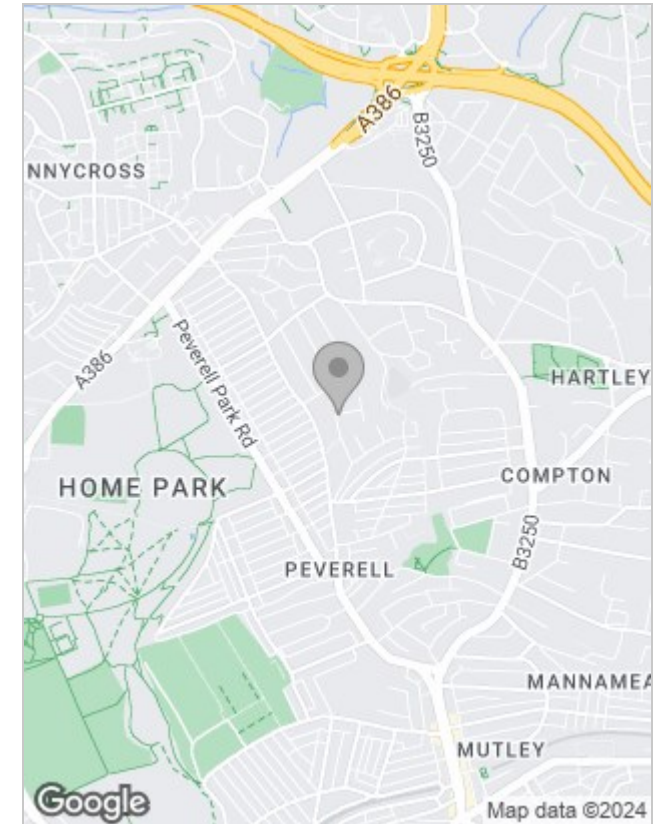 A386
B3250
NNYCROSS
Peverell Park Rd
A386
HARTLEY
HOME PARK
COMPTON
B3250
PEVERELL
MANNAMEA
MUTLEY
Google
Map data ©2024